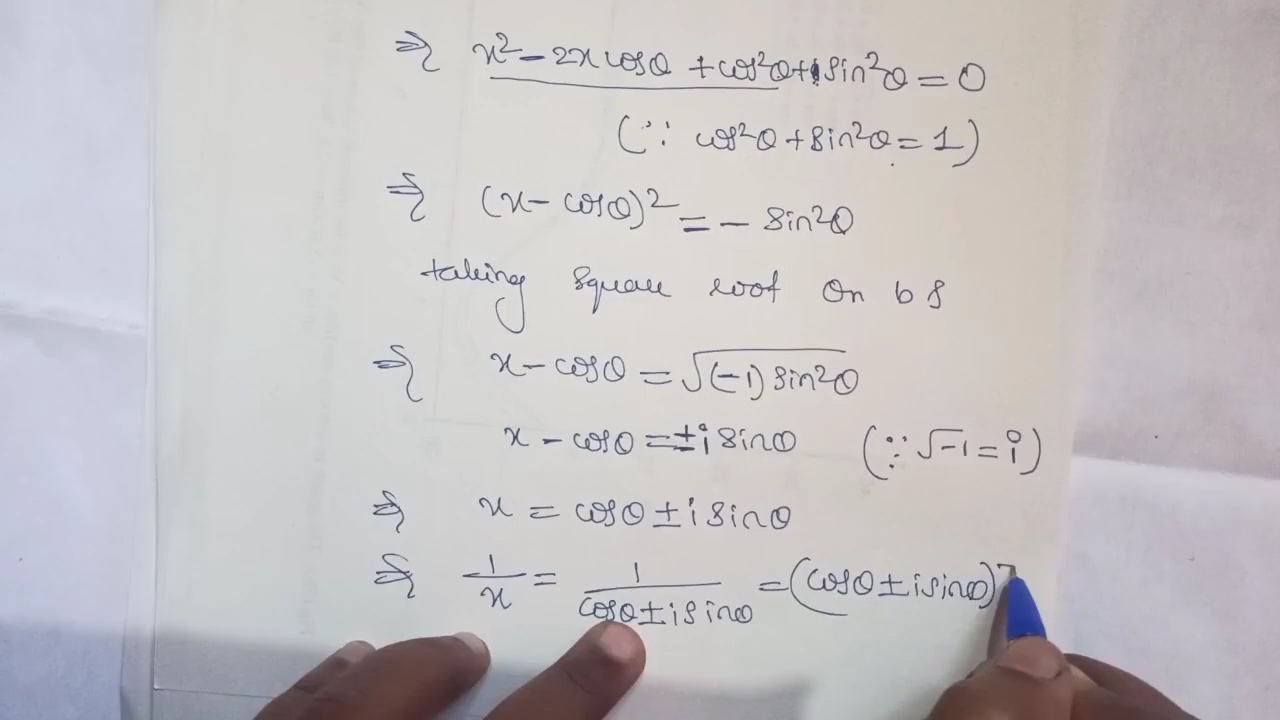 ⇒ x² - 2x cosθ + cos²θ + sin²θ = 0
(∵ cos²θ + sin²θ = 1)
⇒ (x - cosθ)² = - sin²θ
taking square root on b s
⇒ x - cosθ = √(-1) sin²θ
x - cosθ = ± i sinθ (∵ √-1 = i)
⇒ x = cosθ ± i sinθ
⇒ 1/x = 1/cosθ ± i sinθ = (cosθ ± i sinθ)⁻